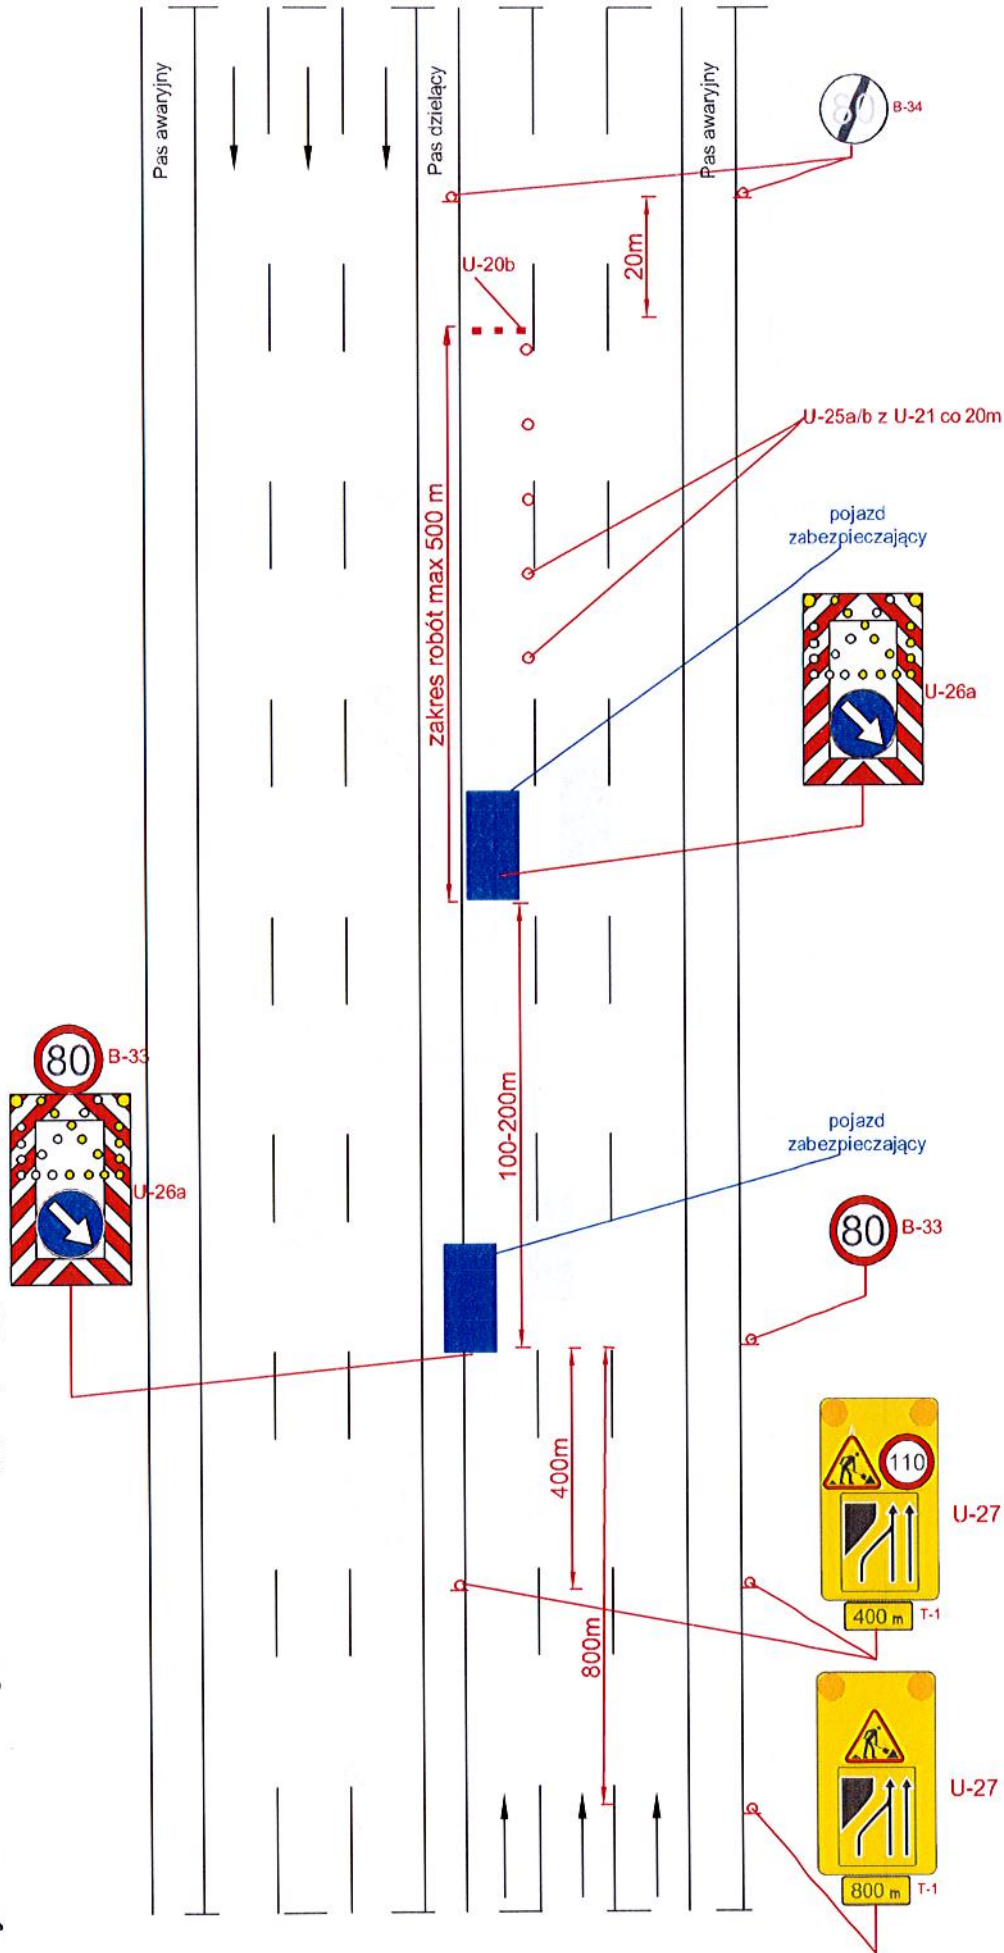 Pas awaryjny
Pas dzielący
Pas awaryjny
80
B-34
20m
U-20b
U-25a/b z U-21 co 20m
zakres robót max 500 m
pojazd
zabezpieczający
U-26a
80
B-33
U-26a
100-200m
pojazd
zabezpieczający
80
B-33
400m
110
U-27
400 m
T-1
800m
U-27
800 m
T-1